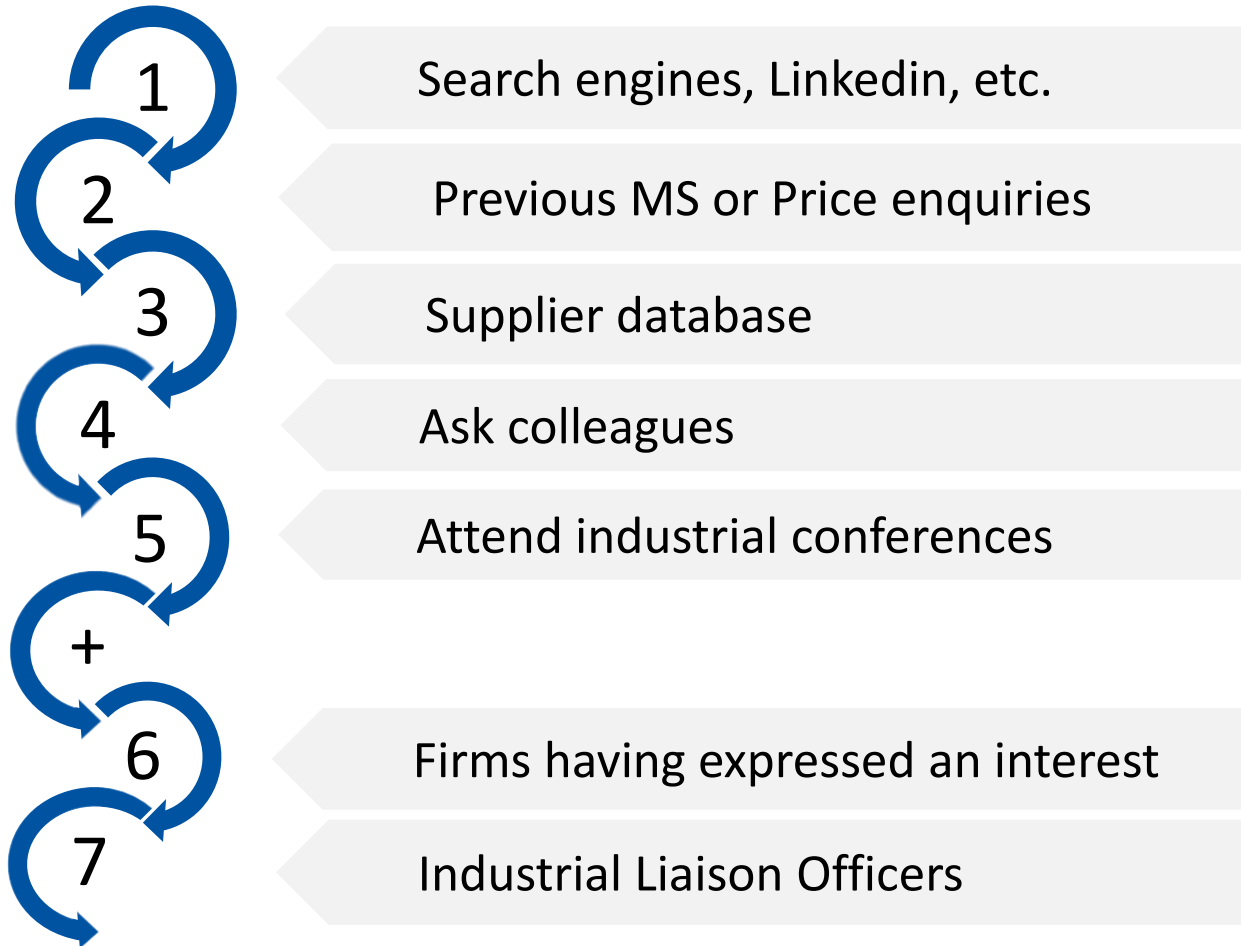 1
Search engines, Linkedin, etc.
2
Previous MS or Price enquiries
3
Supplier database
4
Ask colleagues
5
Attend industrial conferences
+
6
Firms having expressed an interest
7
Industrial Liaison Officers